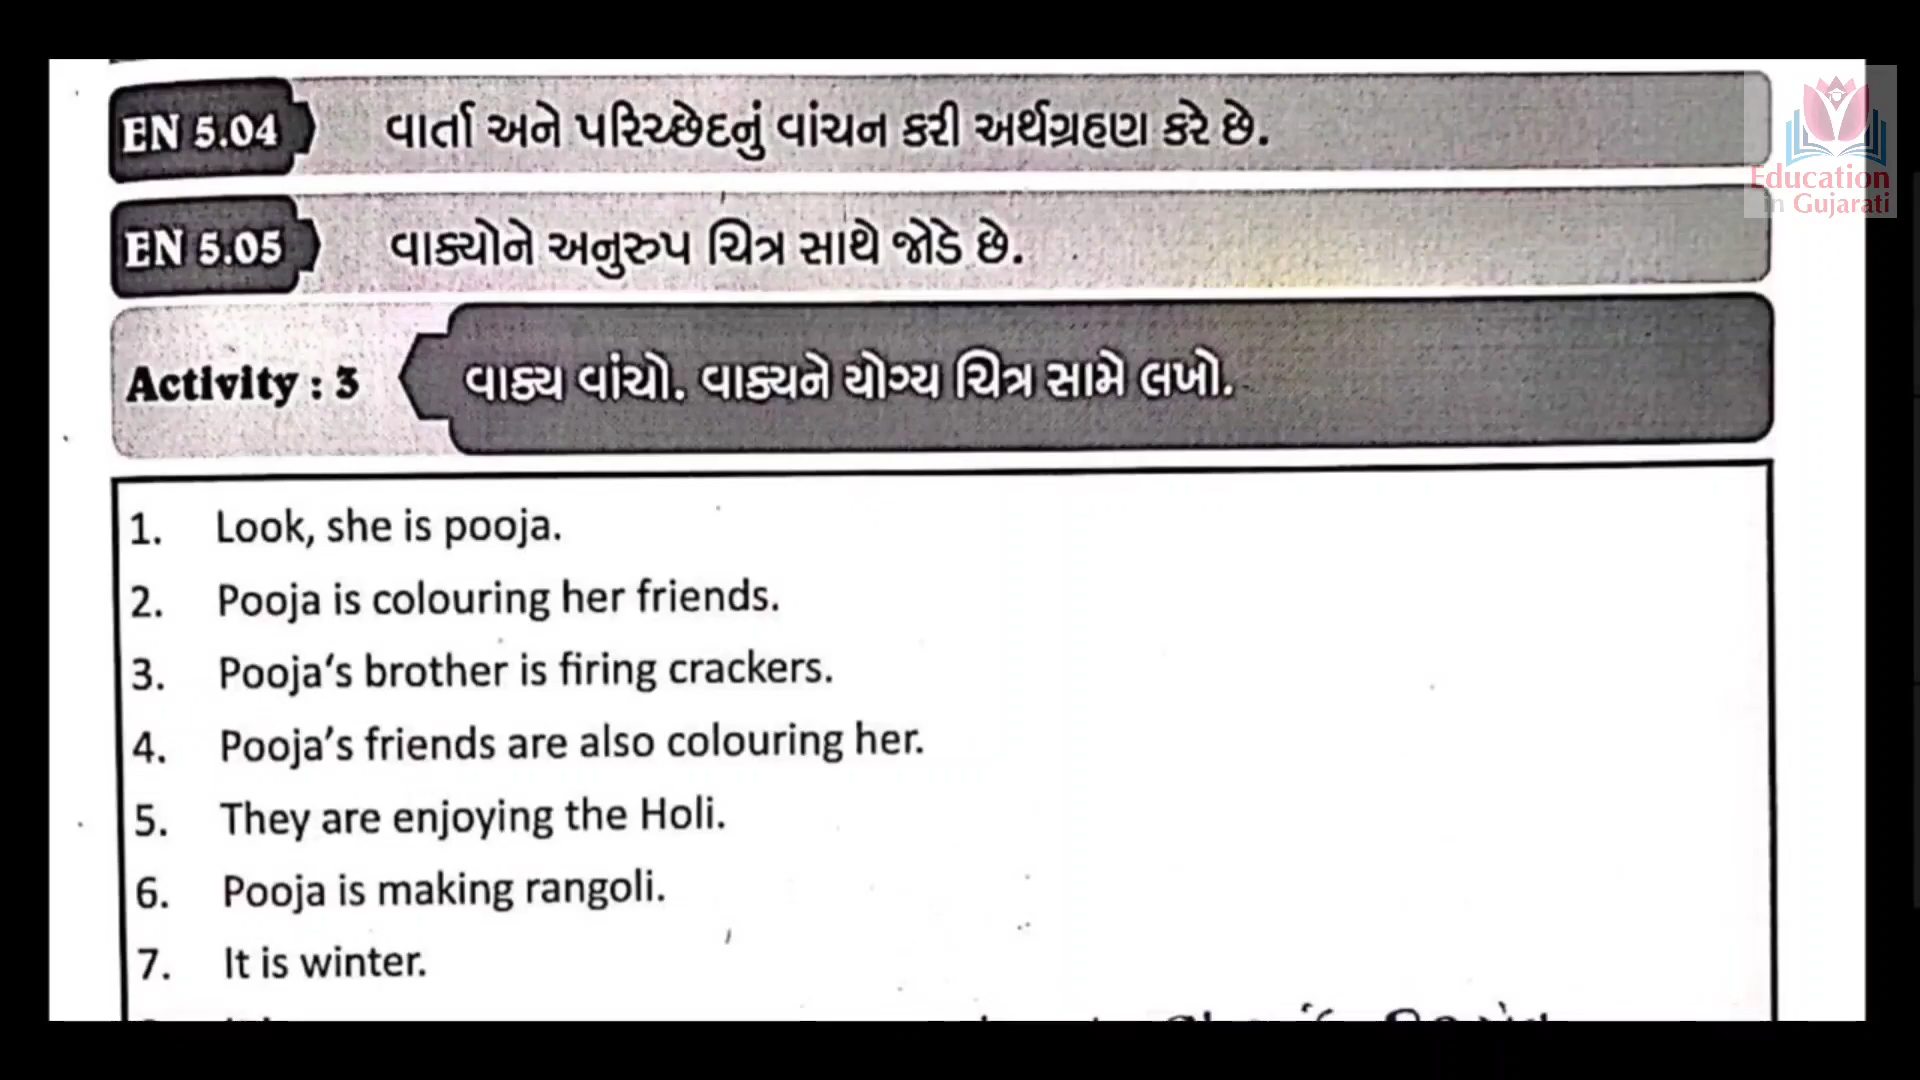 EN 5.04 વાર્તા અને પરિચ્છેદનું વાંચન કરી અર્થગ્રહણ કરે છે.
Education
in Gujarati
EN 5.05 વાક્યોને અનુરુપ ચિત્ર સાથે જોડે છે.
Activity : 3 વાક્ય વાંચો. વાક્યને યોગ્ય ચિત્ર સામે લખો.
1. Look, she is pooja.
2. Pooja is colouring her friends.
3. Pooja‘s brother is firing crackers.
4. Pooja’s friends are also colouring her.
5. They are enjoying the Holi.
6. Pooja is making rangoli.
7. It is winter.